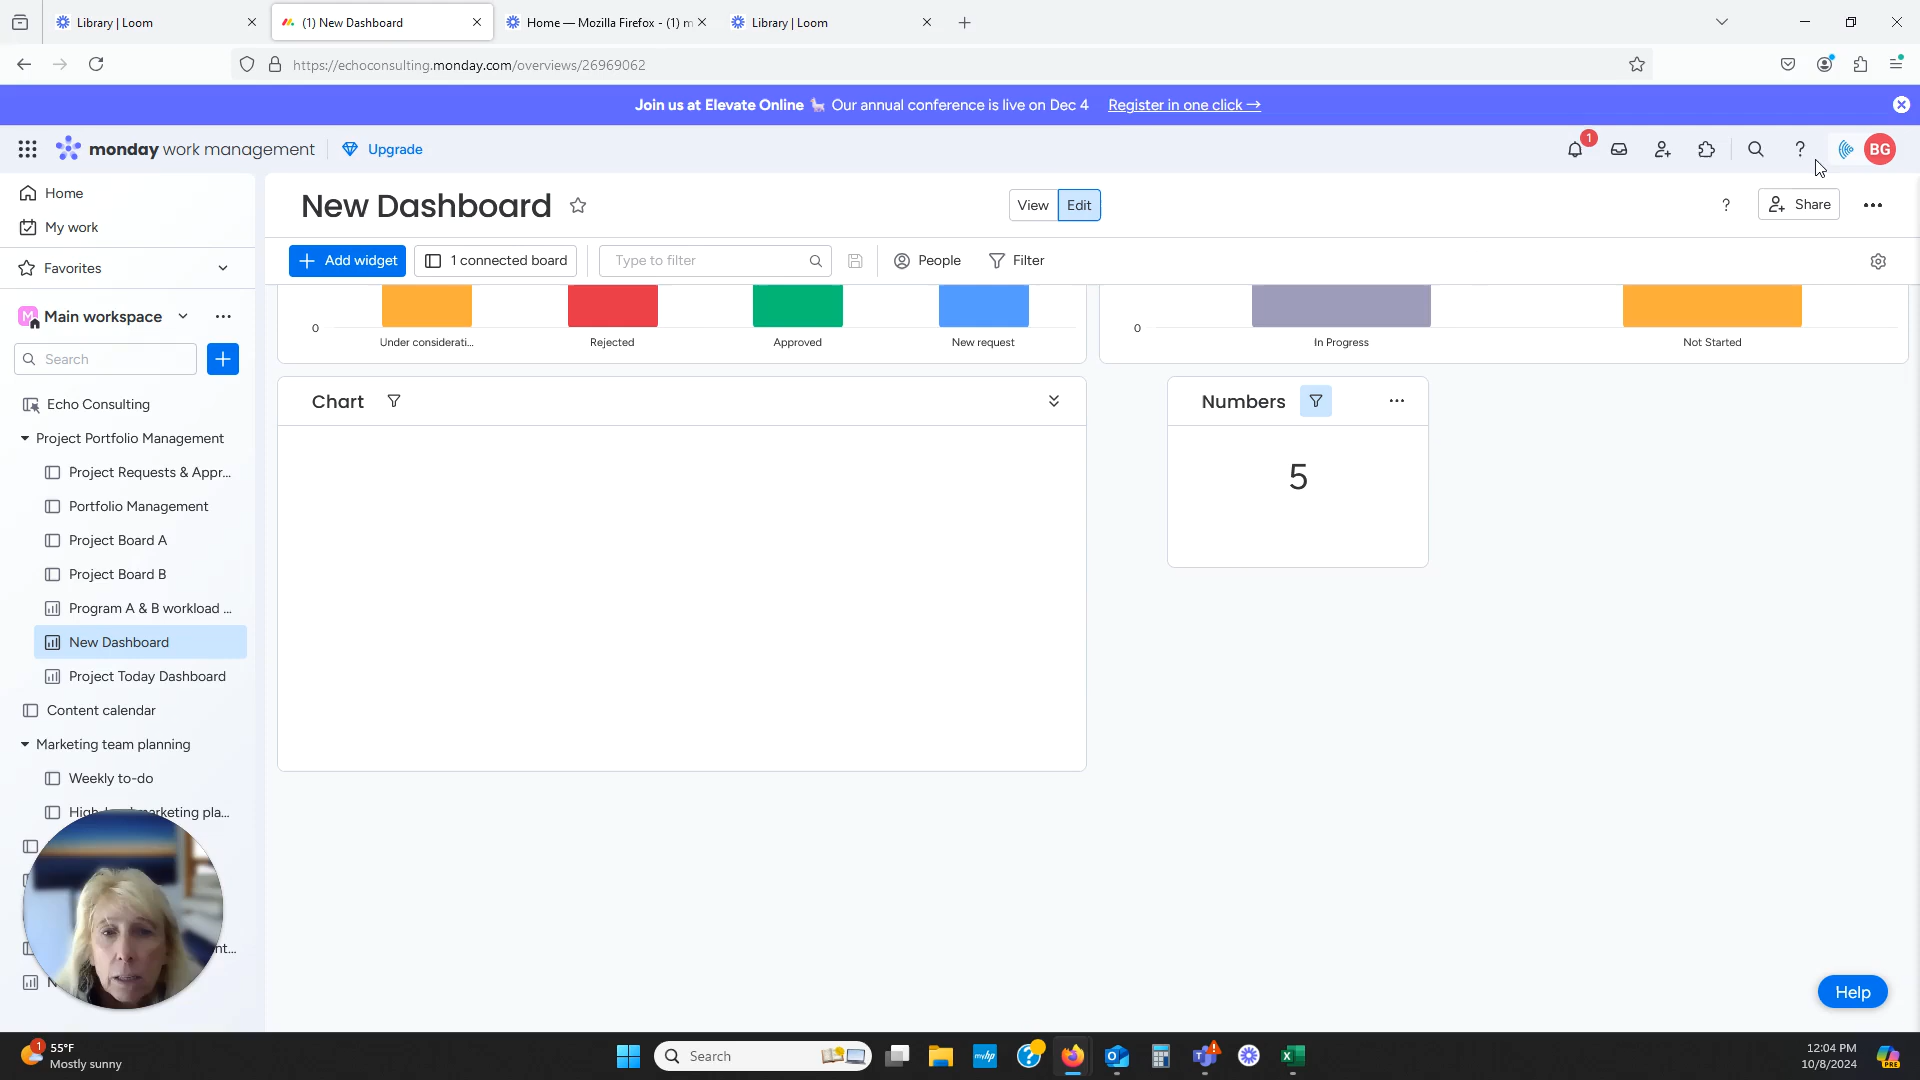 Library | Loom
(1) New Dashboard
Home — Mozilla Firefox - (1) m
Library | Loom
https://echoconsulting.monday.com/overviews/26969062
Join us at Elevate Online 🦙 Our annual conference is live on Dec 4 Register in one click →
monday work management
Upgrade
1
BG
Home
My work
Favorites
M
Main workspace
Search
Echo Consulting
Project Portfolio Management
Project Requests & Appr...
Portfolio Management
Project Board A
Project Board B
Program A & B workload ...
New Dashboard
Project Today Dashboard
Content calendar
Marketing team planning
Weekly to-do
nt...
New Dashboard
View
Edit
?
Share
Add widget
1 connected board
Type to filter
People
Filter
0
Under considerati...
Rejected
Approved
New request
0
In Progress
Not Started
Chart
Numbers
5
Help
1
55°F
Mostly sunny
Search
myhp
12:04 PM
10/8/2024
PRE